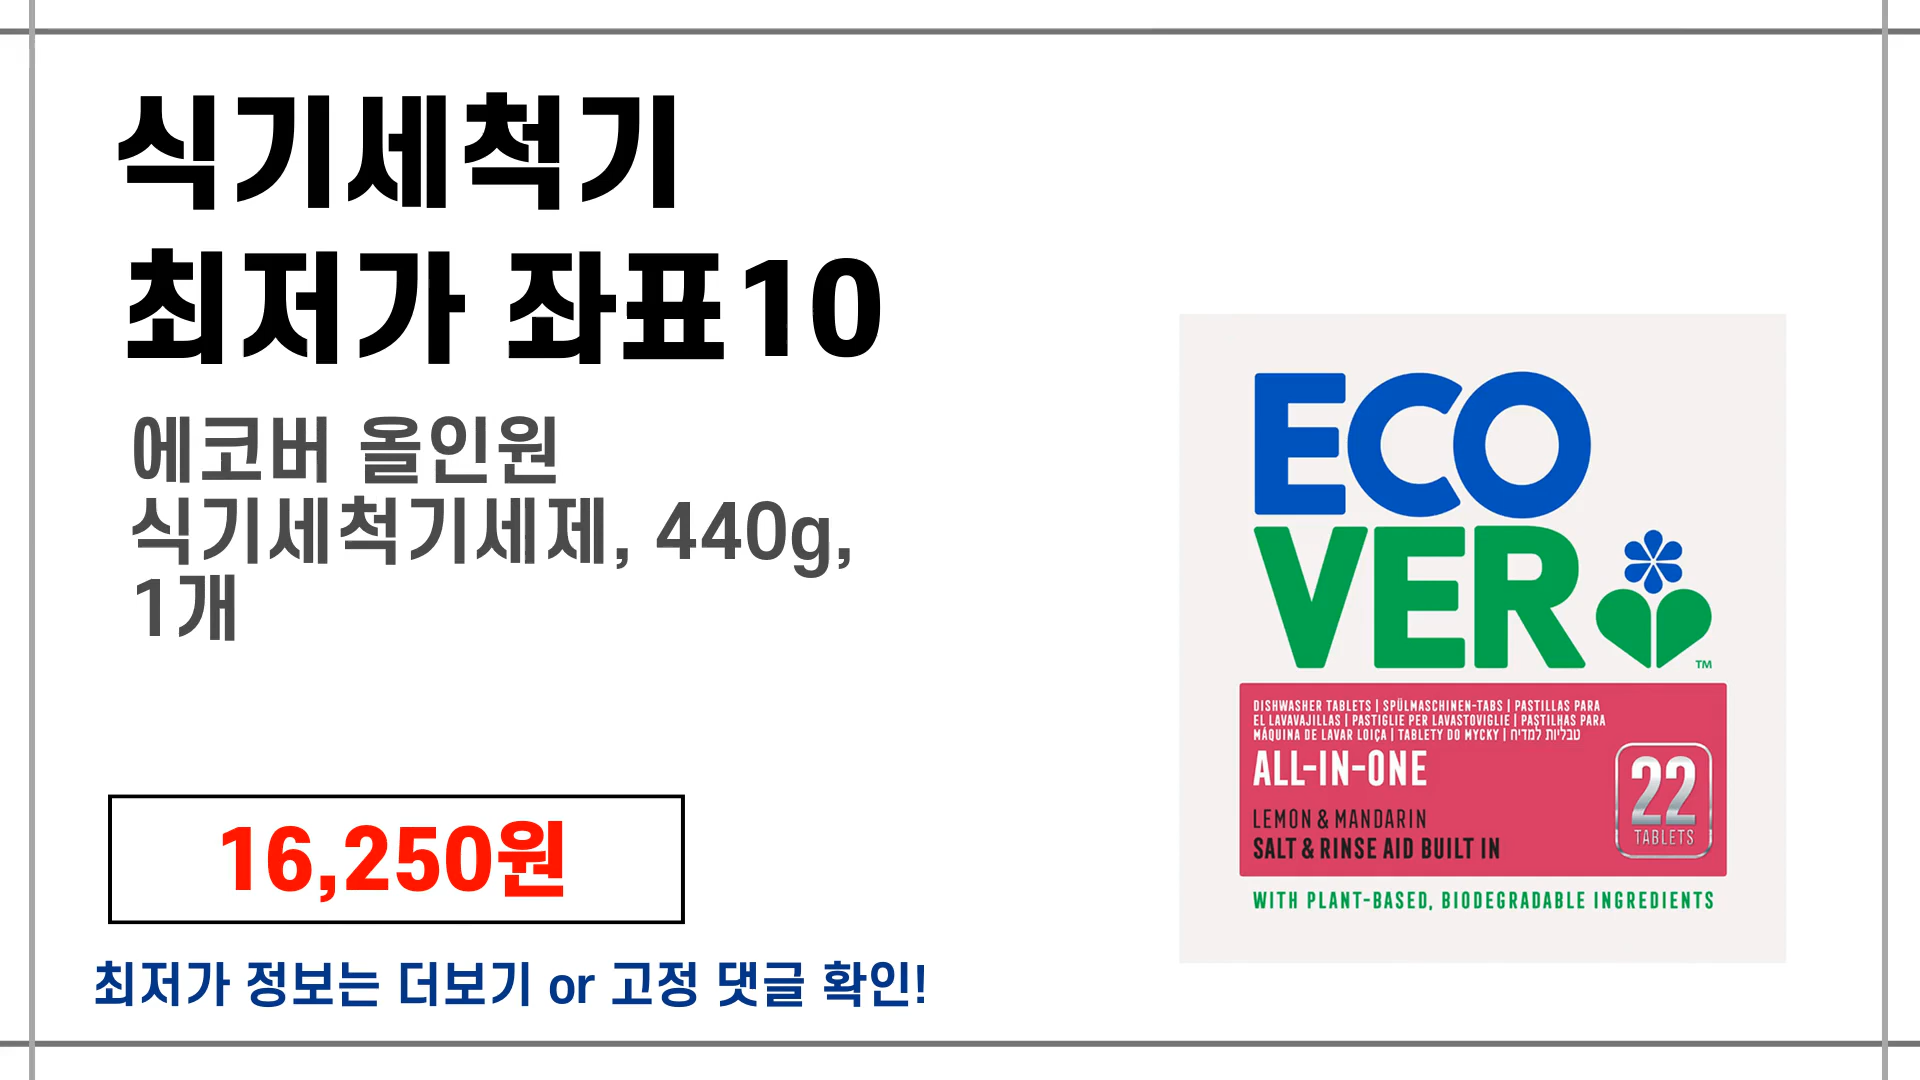 식기세척기
최저가 좌표10
에코버 올인원
식기세척기세제, 440g,
1개
16,250원
최저가 정보는 더보기 or 고정 댓글 확인!
ECO
VER
TM
DISHWASHER TABLETS | SPÜLMASCHINEN-TABS | PASTILLAS PARA
EL LAVAVAJILLAS | PASTIGLIE PER LAVASTOVIGLIE | PASTILHAS PARA
MÁQUINA DE LAVAR LOIÇA | TABLETY DO MYCKY | טבליות למדיח
ALL-IN-ONE
LEMON & MANDARIN
SALT & RINSE AID BUILT IN
22
TABLETS
WITH PLANT-BASED, BIODEGRADABLE INGREDIENTS